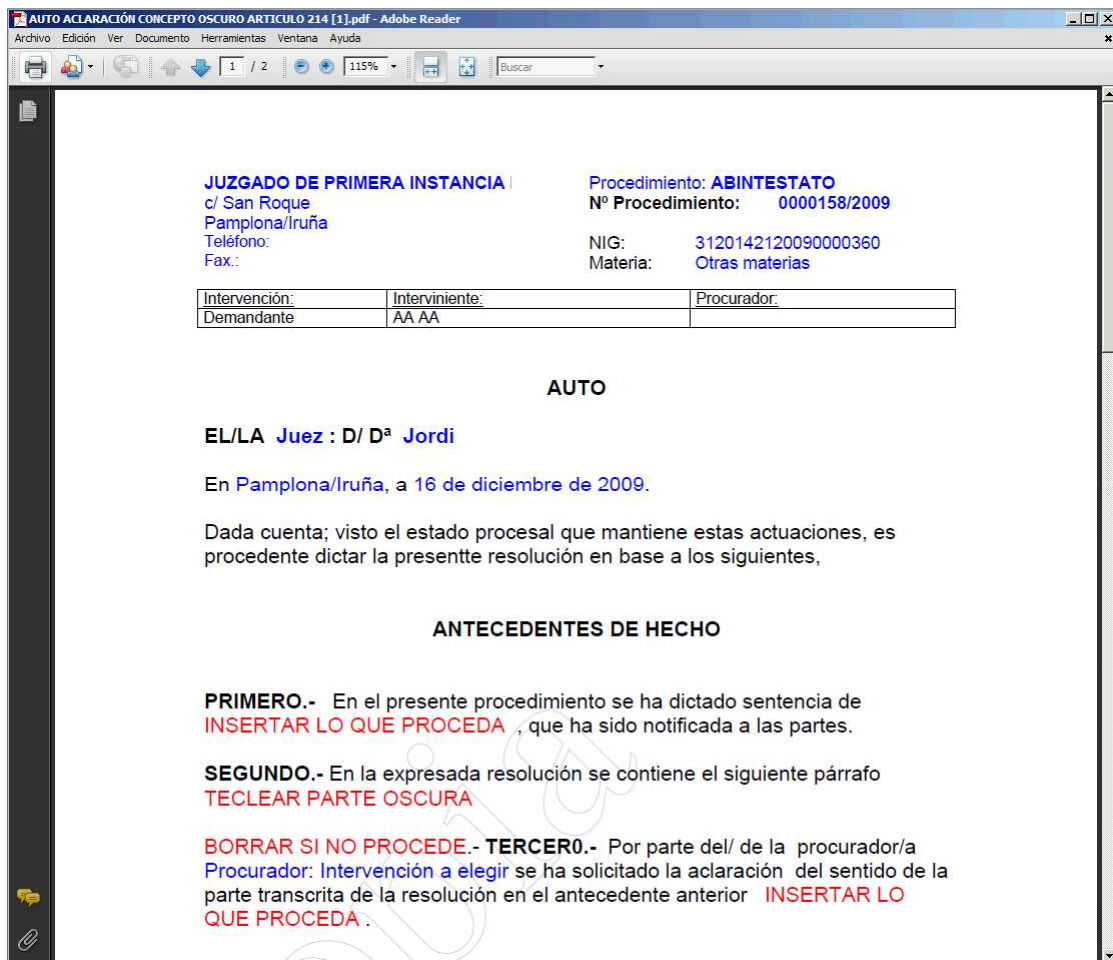 AUTO ACLARACIÓN CONCEPTO OSCURO ARTICULO 214 [1].pdf - Adobe Reader
Archivo Edición Ver Documento Herramientas Ventana Ayuda
1 / 2 115% Buscar
JUZGADO DE PRIMERA INSTANCIA
c/ San Roque
Pamplona/Iruña
Teléfono:
Fax.:
Procedimiento: ABINTESTATO
Nº Procedimiento: 0000158/2009
NIG: 3120142120090000360
Materia: Otras materias
Intervención: Interviniente: Procurador:
Demandante AA AA
AUTO
EL/LA Juez : D/ Dª Jordi
En Pamplona/Iruña, a 16 de diciembre de 2009.
Dada cuenta; visto el estado procesal que mantiene estas actuaciones, es
procedente dictar la presentte resolución en base a los siguientes,
ANTECEDENTES DE HECHO
PRIMERO.- En el presente procedimiento se ha dictado sentencia de
INSERTAR LO QUE PROCEDA , que ha sido notificada a las partes.
SEGUNDO.- En la expresada resolución se contiene el siguiente párrafo
TECLEAR PARTE OSCURA
BORRAR SI NO PROCEDE.- TERCER0.- Por parte del/ de la procurador/a
Procurador: Intervención a elegir se ha solicitado la aclaración del sentido de la
parte transcrita de la resolución en el antecedente anterior INSERTAR LO
QUE PROCEDA .